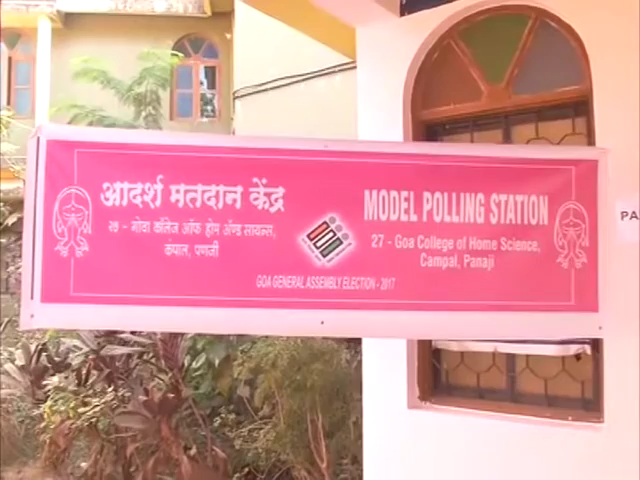 आदर्श मतदान केंद्र
२७ - गोवा कॉलेज ऑफ होम अ‍ॅण्ड सायन्स,
कंपाल, पणजी
MODEL POLLING STATION
27 - Goa College of Home Science,
Campal, Panaji
GOA GENERAL ASSEMBLY ELECTION - 2017
PA